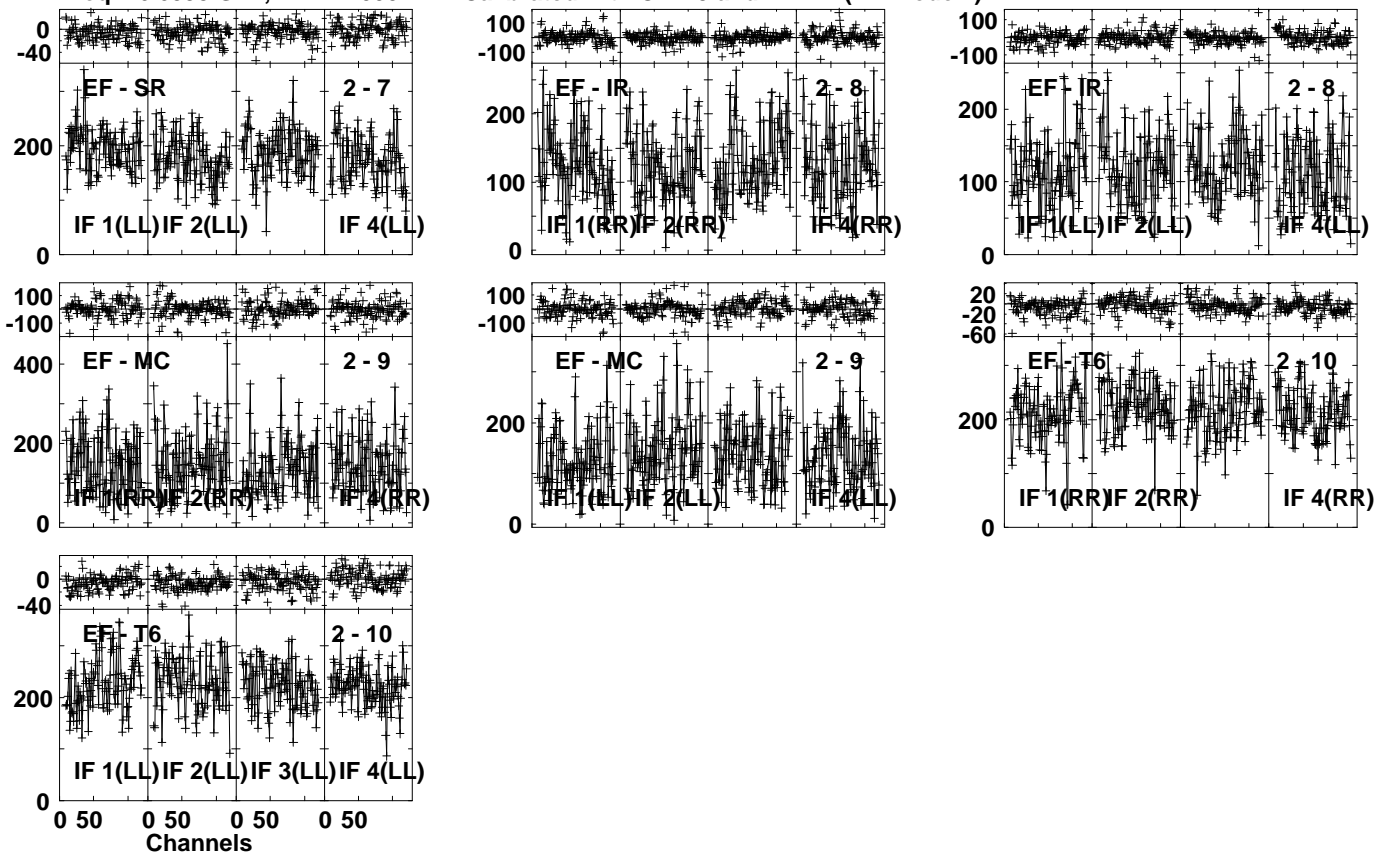 0
-40
EF - SR
2 - 7
200
IF 1(LL) IF 2(LL) IF 4(LL)
0
100
-100
EF - IR
2 - 8
200
100
IF 1(RR) IF 2(RR) IF 4(RR)
0
100
-100
EF - IR
2 - 8
200
100
IF 1(LL) IF 2(LL) IF 4(LL)
0
100
-100
EF - MC
2 - 9
400
200
IF 1(RR) IF 2(RR) IF 4(RR)
0
100
-100
EF - MC
2 - 9
200
IF 1(LL) IF 2(LL) IF 4(LL)
0
20
-20
-60
EF - T6
2 - 10
200
IF 1(RR) IF 2(RR) IF 4(RR)
0
0
-40
EF - T6
2 - 10
200
IF 1(LL) IF 2(LL) IF 3(LL) IF 4(LL)
0
0 50 0 50 0 50 0 50
Channels